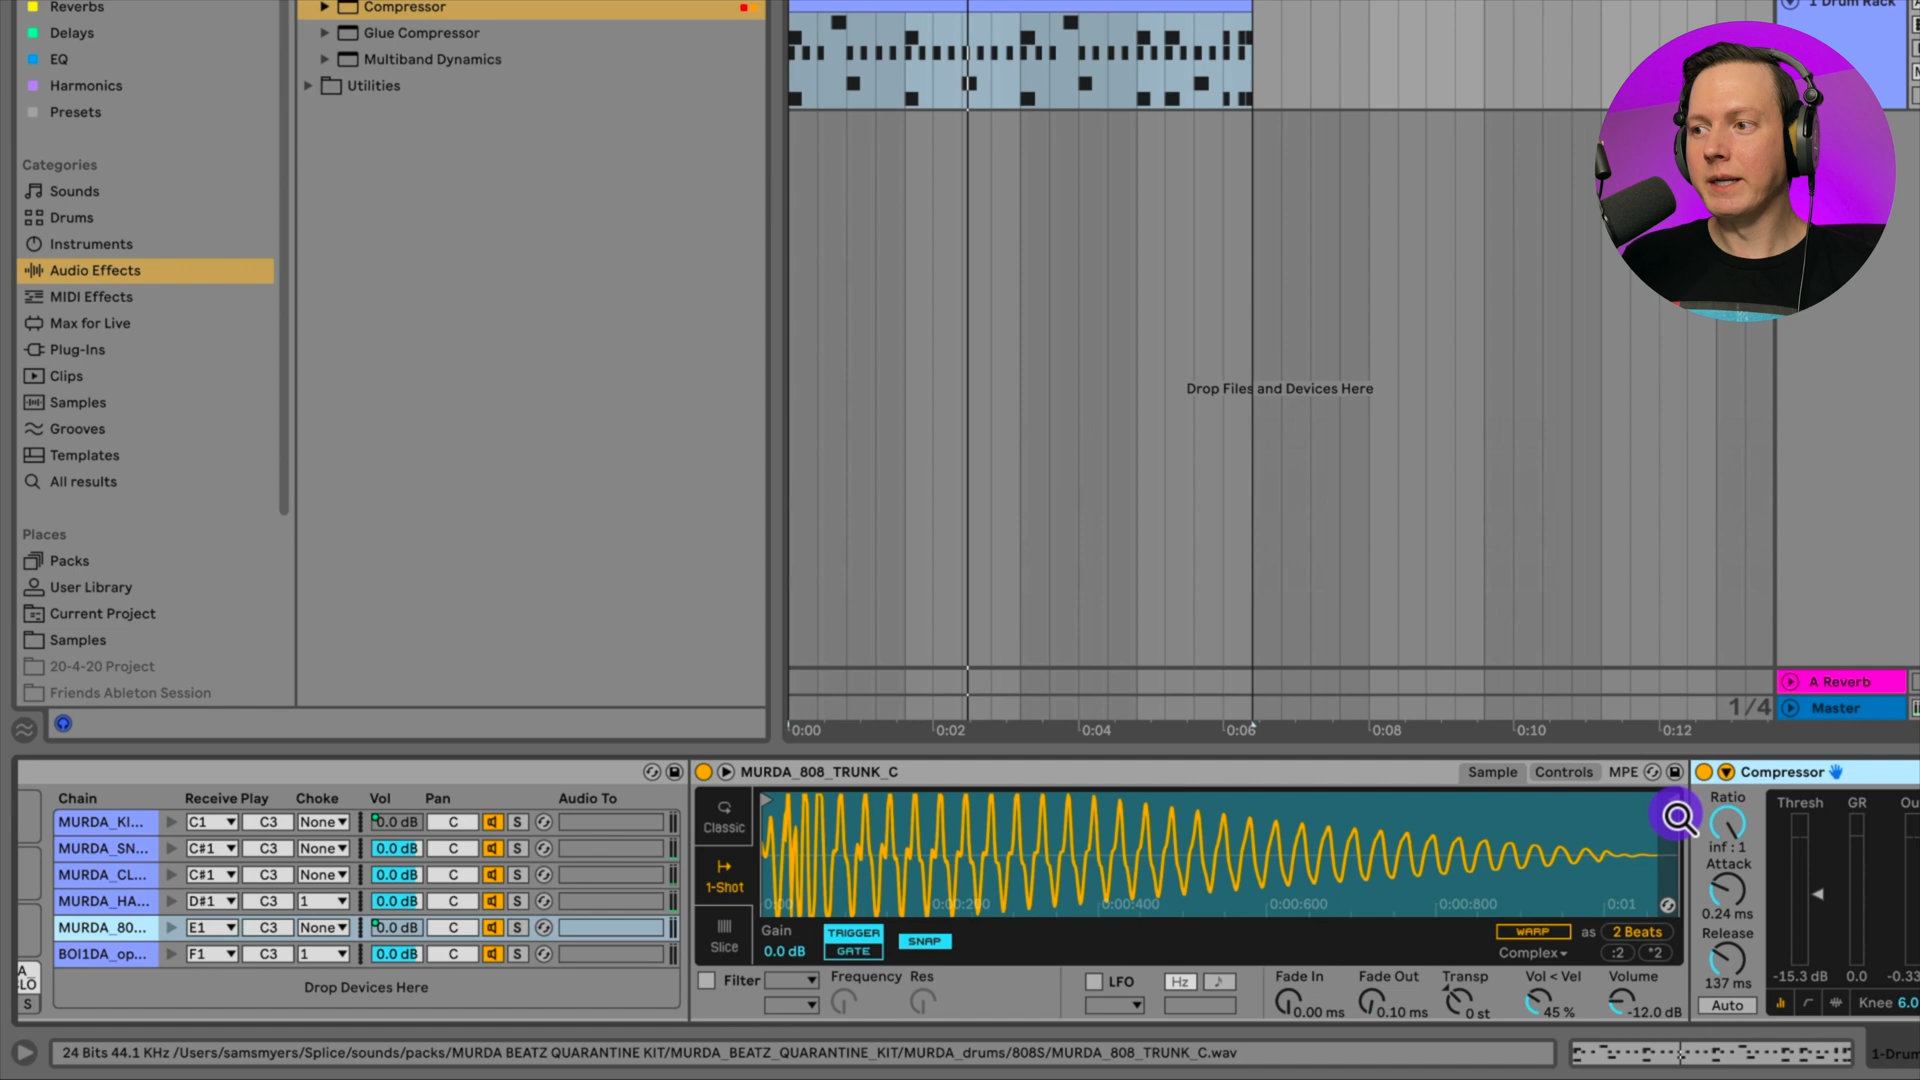 Reverbs
Delays
EQ
Harmonics
Presets
Categories
Sounds
Drums
Instruments
Audio Effects
MIDI Effects
Max for Live
Plug-Ins
Clips
Samples
Grooves
Templates
All results
Places
Packs
User Library
Current Project
Samples
20-4-20 Project
Friends Ableton Session
Compressor
Glue Compressor
Multiband Dynamics
Utilities
1 Drum Rack
Drop Files and Devices Here
A Reverb
1/4
Master
0:00 0:02 0:04 0:06 0:08 0:10 0:12
Chain Receive Play Choke Vol Pan Audio To
MURDA_KI... C1 C3 None 0.0 dB C S
MURDA_SN... C#1 C3 None 0.0 dB C S
MURDA_CL... C#1 C3 None 0.0 dB C S
MURDA_HA... D#1 C3 1 0.0 dB C S
MURDA_80... E1 C3 None 0.0 dB C S
BOI1DA_op... F1 C3 1 0.0 dB C S
Drop Devices Here
S
MURDA_808_TRUNK_C
Sample Controls MPE
Classic
1-Shot
Slice
0:00 0:00:200 0:00:400 0:00:600 0:00:800 0:01
Gain
0.0 dB
TRIGGER
GATE
SNAP
WARP as 2 Beats
Complex :2 *2
Filter Frequency Res
LFO Hz
Fade In Fade Out Transp Vol < Vel Volume
0.00 ms 0.10 ms 0 st 45 % -12.0 dB
Compressor
Ratio
inf : 1
Attack
0.24 ms
Release
137 ms
Auto
Thresh GR
-15.3 dB 0.0 -0.33
Knee 6.0
24 Bits 44.1 KHz /Users/samsmyers/Splice/sounds/packs/MURDA BEATZ QUARANTINE KIT/MURDA_BEATZ_QUARANTINE_KIT/MURDA_drums/808S/MURDA_808_TRUNK_C.wav